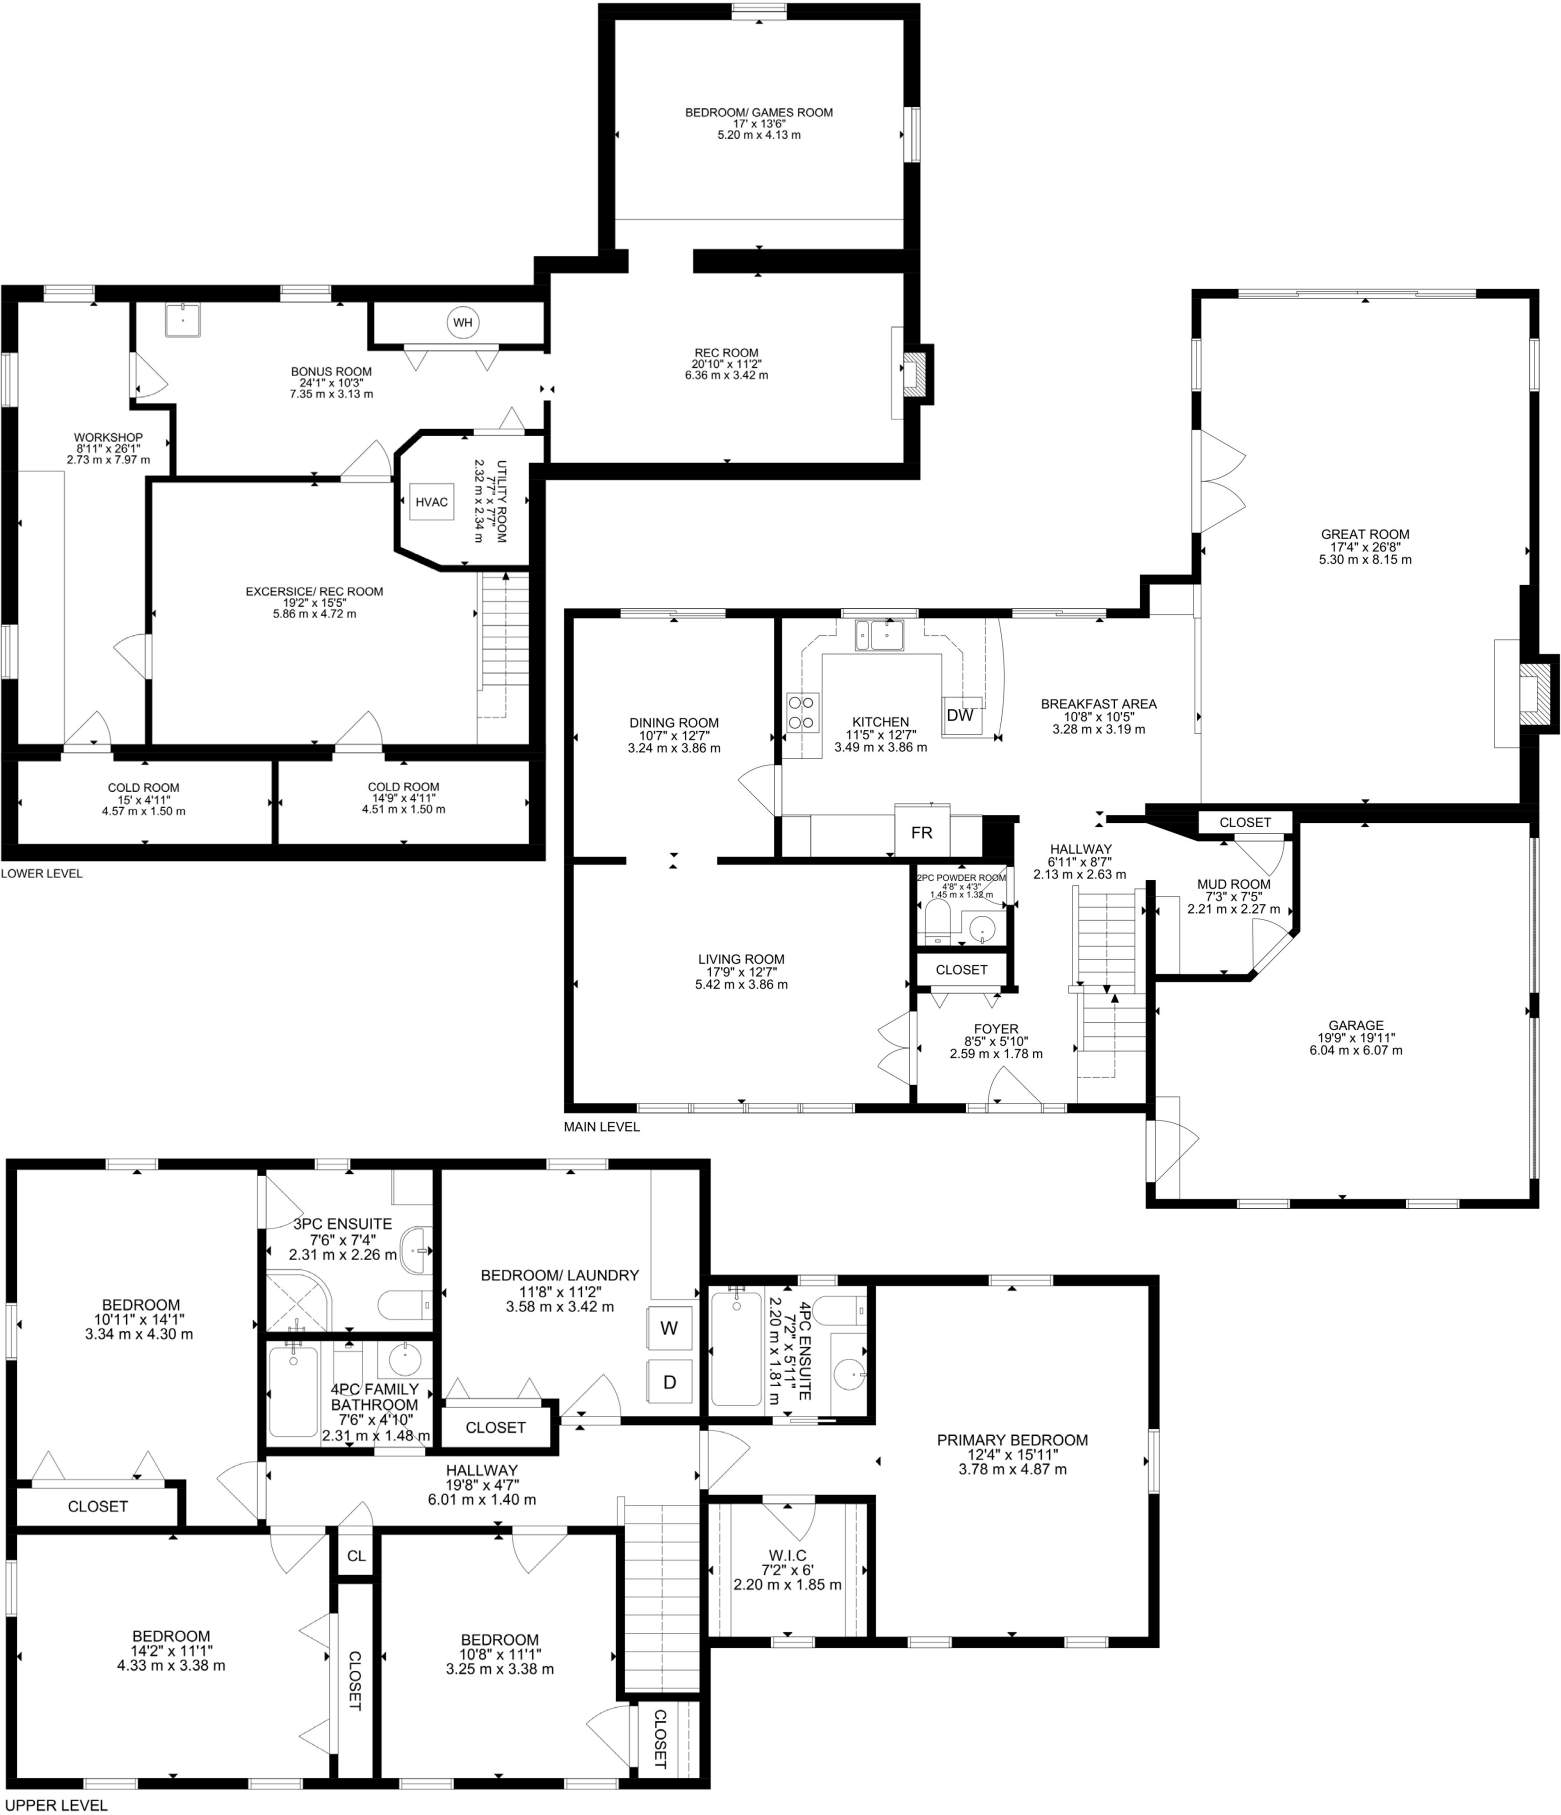 BEDROOM/ GAMES ROOM
17' x 13'6"
5.20 m x 4.13 m
WH
BONUS ROOM
24'1" x 10'3"
7.35 m x 3.13 m
REC ROOM
20'10" x 11'2"
6.36 m x 3.42 m
WORKSHOP
8'11" x 26'1"
2.73 m x 7.97 m
HVAC
UTILITY ROOM
7'7" x 7'7"
2.32 m x 2.34 m
EXCERSICE/ REC ROOM
19'2" x 15'5"
5.86 m x 4.72 m
COLD ROOM
15' x 4'11"
4.57 m x 1.50 m
COLD ROOM
14'9" x 4'11"
4.51 m x 1.50 m
LOWER LEVEL
GREAT ROOM
17'4" x 26'8"
5.30 m x 8.15 m
DINING ROOM
10'7" x 12'7"
3.24 m x 3.86 m
KITCHEN
11'5" x 12'7"
3.49 m x 3.86 m
DW
BREAKFAST AREA
10'8" x 10'5"
3.28 m x 3.19 m
FR
CLOSET
HALLWAY
6'11" x 8'7"
2.13 m x 2.63 m
2PC POWDER ROOM
4'8" x 4'3"
1.45 m x 1.32 m
MUD ROOM
7'3" x 7'5"
2.21 m x 2.27 m
LIVING ROOM
17'9" x 12'7"
5.42 m x 3.86 m
CLOSET
FOYER
8'5" x 5'10"
2.59 m x 1.78 m
GARAGE
19'9" x 19'11"
6.04 m x 6.07 m
MAIN LEVEL
3PC ENSUITE
7'6" x 7'4"
2.31 m x 2.26 m
BEDROOM
10'11" x 14'1"
3.34 m x 4.30 m
BEDROOM/ LAUNDRY
11'8" x 11'2"
3.58 m x 3.42 m
W
D
4PC ENSUITE
7'2" x 5'11"
2.20 m x 1.81 m
4PC FAMILY
BATHROOM
7'6" x 4'10"
2.31 m x 1.48 m
CLOSET
PRIMARY BEDROOM
12'4" x 15'11"
3.78 m x 4.87 m
HALLWAY
19'8" x 4'7"
6.01 m x 1.40 m
CLOSET
CL
W.I.C
7'2" x 6'
2.20 m x 1.85 m
BEDROOM
14'2" x 11'1"
4.33 m x 3.38 m
CLOSET
BEDROOM
10'8" x 11'1"
3.25 m x 3.38 m
CLOSET
UPPER LEVEL